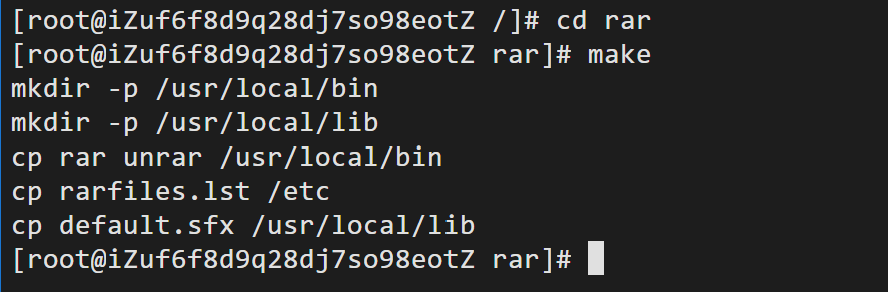 [root@iZuf6f8d9q28dj7so98eotZ /]# cd rar
[root@iZuf6f8d9q28dj7so98eotZ rar]# make
mkdir -p /usr/local/bin
mkdir -p /usr/local/lib
cp rar unrar /usr/local/bin
cp rarfiles.lst /etc
cp default.sfx /usr/local/lib
[root@iZuf6f8d9q28dj7so98eotZ rar]#